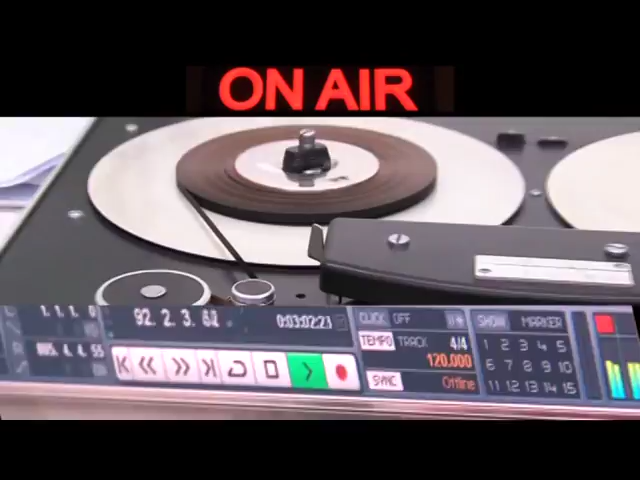 ON AIR
1. 1. 1. 0
92. 2. 3.
0:03:02:23
CLICK OFF
TEMPO TRACK 4/4
120.000
SYNC Offline
SHOW MARKER
1 2 3 4 5
6 7 8 9 10
11 12 13 14 15